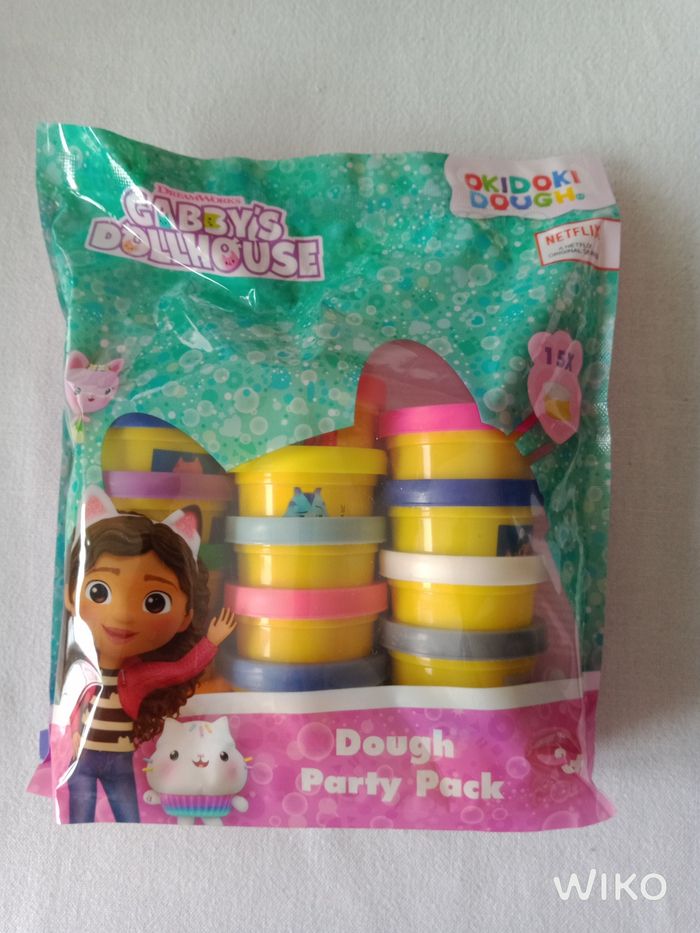 DREAMWORKS
GABBY'S
DOLLHOUSE
OKIDOKI
DOUGH
NETFLIX
A NETFLIX
ORIGINAL SERIES
15X
Dough
Party Pack
WIKO